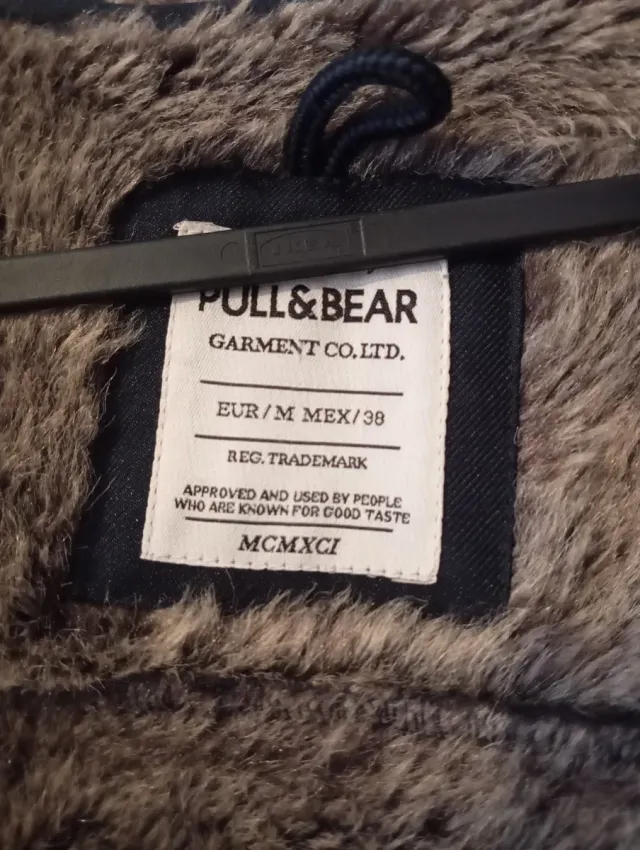 IKEA
PULL&BEAR
GARMENT CO.LTD.
EUR/M MEX/38
REG.TRADEMARK
APPROVED AND USED BY PEOPLE
WHO ARE KNOWN FOR GOOD TASTE
MCMXCI